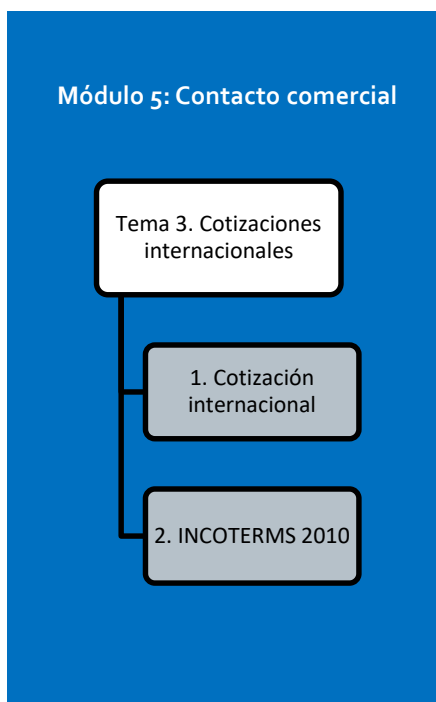 Módulo 5: Contacto comercial
Tema 3. Cotizaciones
internacionales
1. Cotización
internacional
2. INCOTERMS 2010